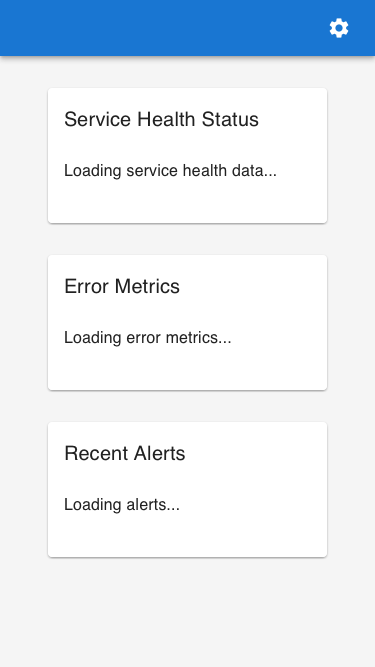 Service Health Status
Loading service health data...
Error Metrics
Loading error metrics...
Recent Alerts
Loading alerts...